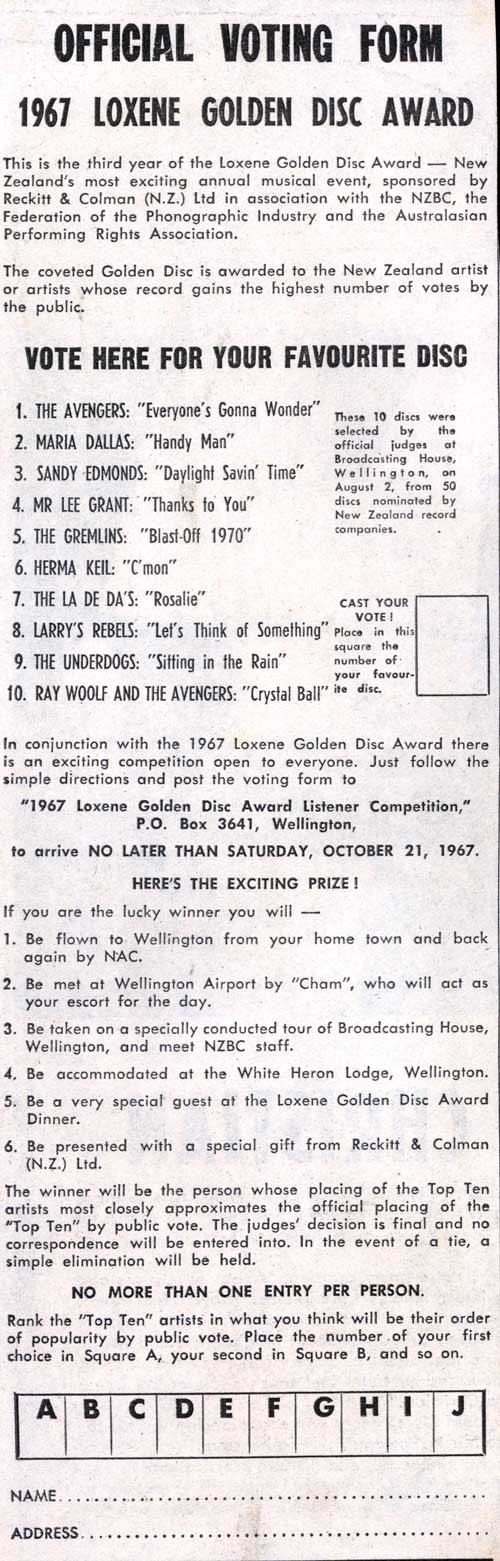 OFFICIAL VOTING FORM
1967 LOXENE GOLDEN DISC AWARD
This is the third year of the Loxene Golden Disc Award — New
Zealand's most exciting annual musical event, sponsored by
Reckitt & Colman (N.Z.) Ltd in association with the NZBC, the
Federation of the Phonographic Industry and the Australasian
Performing Rights Association.
The coveted Golden Disc is awarded to the New Zealand artist
or artists whose record gains the highest number of votes by
the public.
VOTE HERE FOR YOUR FAVOURITE DISC
1. THE AVENGERS: "Everyone's Gonna Wonder"
2. MARIA DALLAS: "Handy Man"
3. SANDY EDMONDS: "Daylight Savin' Time"
4. MR LEE GRANT: "Thanks to You"
5. THE GREMLINS: "Blast-Off 1970"
6. HERMA KEIL: "C'mon"
7. THE LA DE DA'S: "Rosalie"
8. LARRY'S REBELS: "Let's Think of Something"
9. THE UNDERDOGS: "Sitting in the Rain"
10. RAY WOOLF AND THE AVENGERS: "Crystal Ball"
These 10 discs were
selected by the
official judges at
Broadcasting House,
Wellington, on
August 2, from 50
discs nominated by
New Zealand record
companies.
CAST YOUR
VOTE!
Place in this
square the
number of
your favour-
ite disc.
In conjunction with the 1967 Loxene Golden Disc Award there
is an exciting competition open to everyone. Just follow the
simple directions and post the voting form to
"1967 Loxene Golden Disc Award Listener Competition,"
P.O. Box 3641, Wellington,
to arrive NO LATER THAN SATURDAY, OCTOBER 21, 1967.
HERE'S THE EXCITING PRIZE!
If you are the lucky winner you will —
1. Be flown to Wellington from your home town and back
again by NAC.
2. Be met at Wellington Airport by "Cham", who will act as
your escort for the day.
3. Be taken on a specially conducted tour of Broadcasting House,
Wellington, and meet NZBC staff.
4. Be accommodated at the White Heron Lodge, Wellington.
5. Be a very special guest at the Loxene Golden Disc Award
Dinner.
6. Be presented with a special gift from Reckitt & Colman
(N.Z.) Ltd.
The winner will be the person whose placing of the Top Ten
artists most closely approximates the official placing of the
"Top Ten" by public vote. The judges' decision is final and no
correspondence will be entered into. In the event of a tie, a
simple elimination will be held.
NO MORE THAN ONE ENTRY PER PERSON.
Rank the "Top Ten" artists in what you think will be their order
of popularity by public vote. Place the number of your first
choice in Square A, your second in Square B, and so on.
A B C D E F G H I J
NAME
ADDRESS